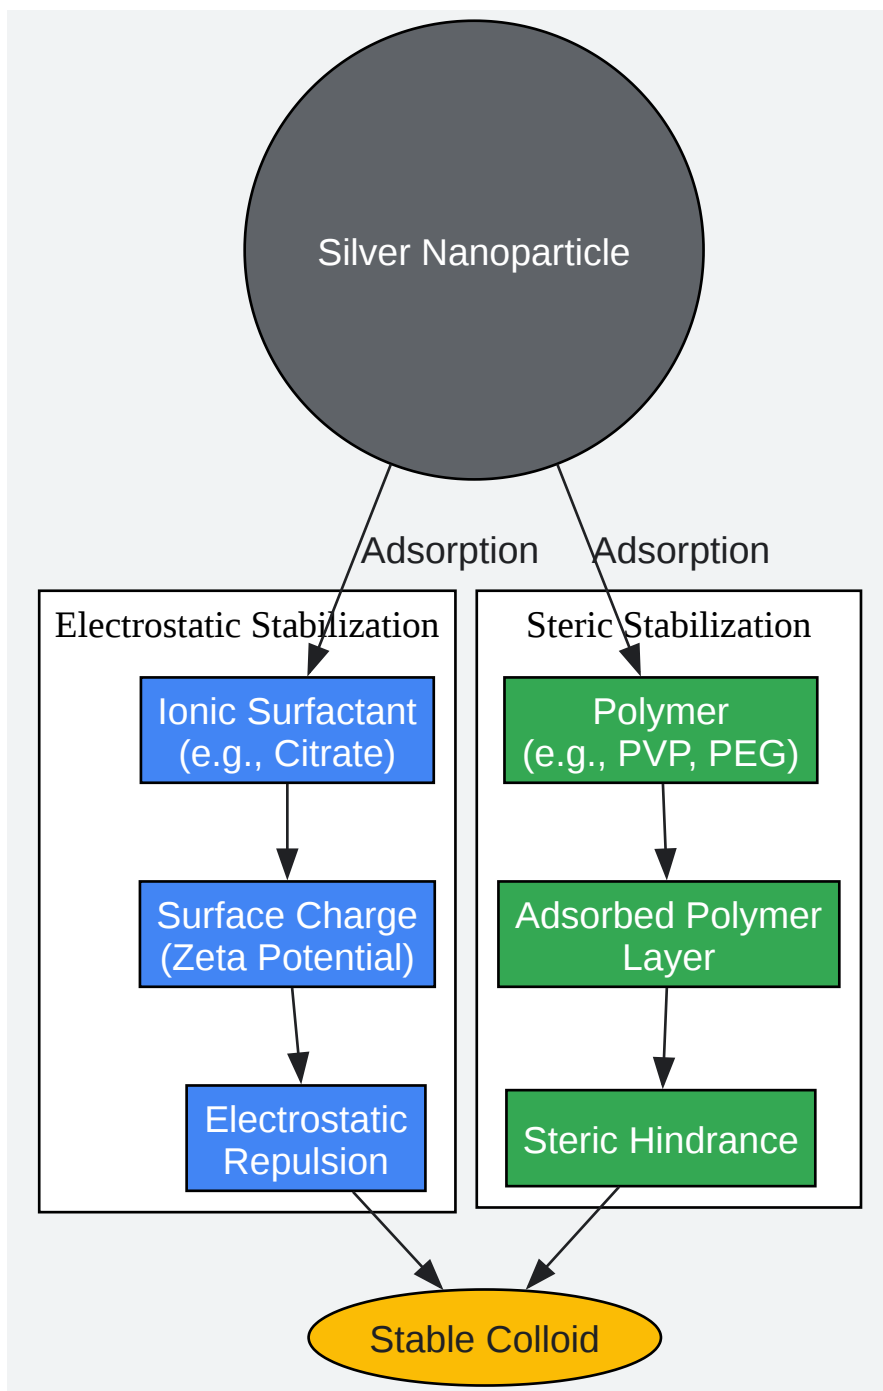 Silver Nanoparticle
Adsorption
Adsorption
Electrostatic Stabilization
Ionic Surfactant
(e.g., Citrate)
Surface Charge
(Zeta Potential)
Electrostatic
Repulsion
Steric Stabilization
Polymer
(e.g., PVP, PEG)
Adsorbed Polymer
Layer
Steric Hindrance
Stable Colloid